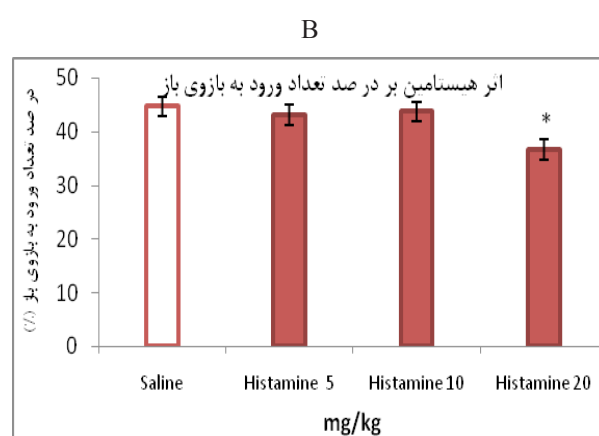 B
اثر هیستامین بر در صد تعداد ورود به بازوی باز
در صد تعداد ورود به بازوی باز (٪)
50
40
30
20
10
0
*
Saline
Histamine 5
Histamine 10
Histamine 20
mg/kg